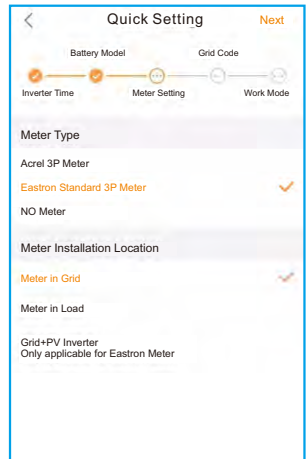 Quick Setting
Next
Battery Model
Grid Code
Inverter Time
Meter Setting
Work Mode
Meter Type
Acrel 3P Meter
Eastron Standard 3P Meter
NO Meter
Meter Installation Location
Meter in Grid
Meter in Load
Grid+PV Inverter
Only applicable for Eastron Meter